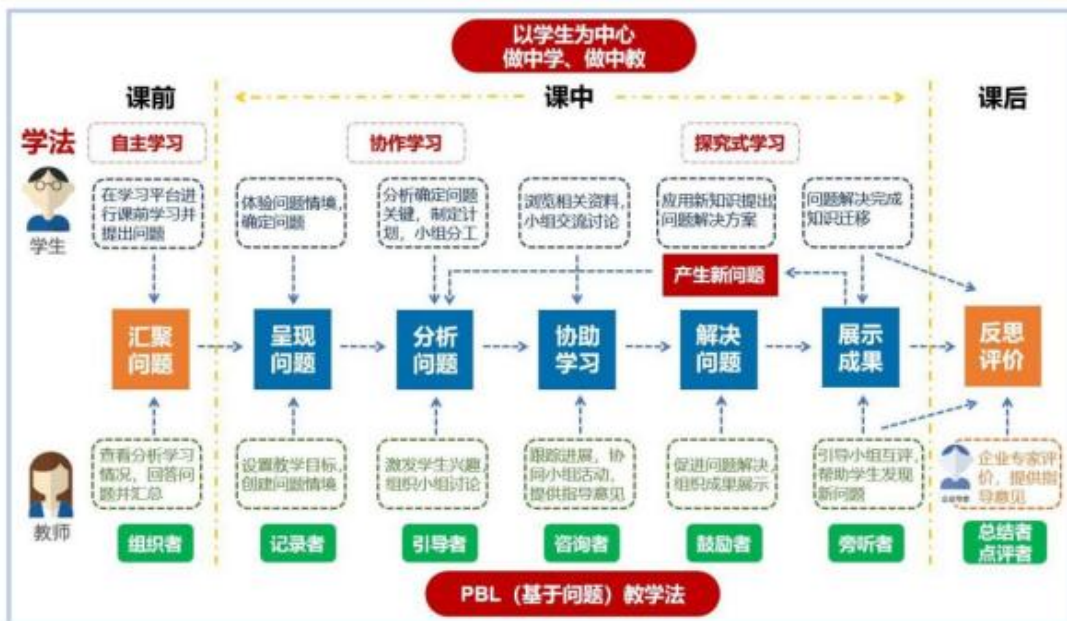 以学生为中心
做中学、做中教
课前
课中
课后
学法
自主学习
协作学习
探究式学习
学生
在学习平台进
行课前学习并
提出问题
体验问题情境，
确定问题
分析确定问题
关键，制定计
划，小组分工
浏览相关资料，
小组交流讨论
应用新知识提出
问题解决方案
问题解决完成
知识迁移
产生新问题
汇聚
问题
呈现
问题
分析
问题
协助
学习
解决
问题
展示
成果
反思
评价
教师
查看分析学习
情况，回答问
题并汇总
设置教学目标，
创建问题情境
激发学生兴趣
组织小组讨论
跟踪进展，协
同小组活动，
提供指导意见
促进问题解决，
组织成果展示
引导小组互评，
帮助学生发现
新问题
企业专家评
价，提供指
导意见
组织者
记录者
引导者
咨询者
鼓励者
旁听者
总结者
点评者
PBL（基于问题）教学法